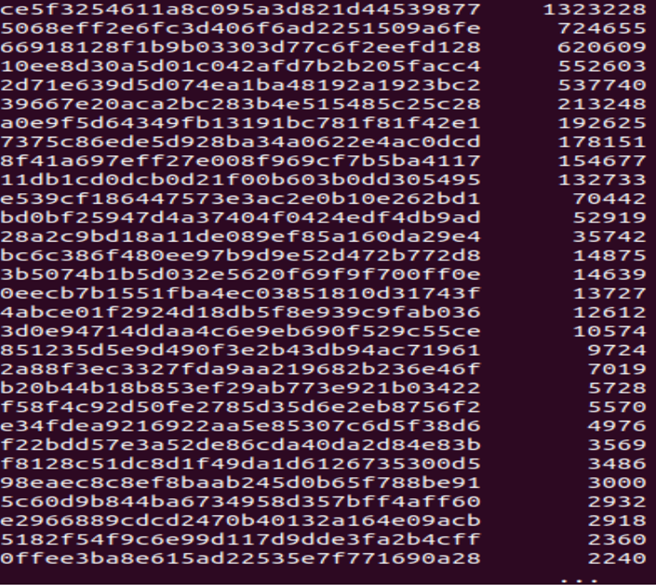 ce5f3254611a8c095a3d821d44539877 1323228
5068eff2e6fc3d406f6ad2251509a6fe 724655
66918128f1b9b03303d77c6f2eefd128 620609
10ee8d30a5d01c042afd7b2b205facc4 552603
2d71e639d5d074ea1ba48192a1923bc2 537740
39667e20aca2bc283b4e515485c25c28 213248
a0e9f5d64349fb13191bc781f81f42e1 192625
7375c86ede5d928ba34a0622e4ac0dcd 178151
8f41a697eff27e008f969cf7b5ba4117 154677
11db1cd0dcb0d21f00b603b0dd305495 132733
e539cf186447573e3ac2e0b10e262bd1 70442
bd0bf25947d4a37404f0424edf4db9ad 52919
28a2c9bd18a11de089ef85a160da29e4 35742
bc6c386f480ee97b9d9e52d472b772d8 14875
3b5074b1b5d032e5620f69f9f700ff0e 14639
0eecb7b1551fba4ec03851810d31743f 13727
4abce01f2924d18db5f8e939c9fab036 12612
3d0e94714ddaa4c6e9eb690f529c55ce 10574
851235d5e9d490f3e2b43db94ac71961 9724
2a88f3ec3327fda9aa219682b236e46f 7019
b20b44b18b853ef29ab773e921b03422 5728
f58f4c92d50fe2785d35d6e2eb8756f2 5570
e34fdea9216922aa5e85307c6d5f38d6 4976
f22bdd57e3a52de86cda40da2d84e83b 3569
f8128c51dc8d1f49da1d6126735300d5 3486
98eaec8c8ef8baab245d0b65f788be91 3000
5c60d9b844ba6734958d357bff4aff60 2932
e2966889cdcd2470b40132a164e09acb 2918
5182f54f9c6e99d117d9dde3fa2b4cff 2360
0ffee3ba8e615ad22535e7f771690a28 2240
...